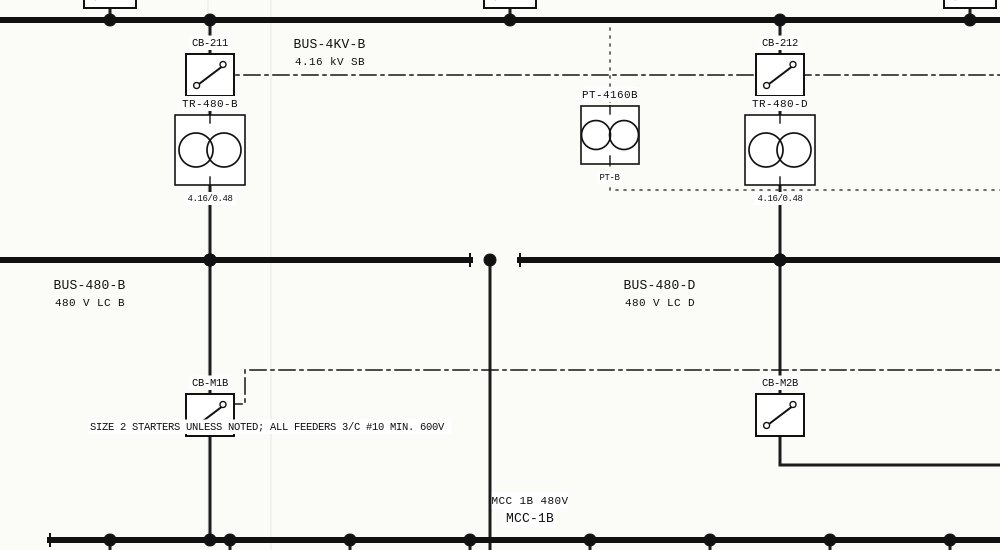 CB-211
BUS-4KV-B
4.16 kV SB
CB-212
TR-480-B
PT-4160B
TR-480-D
PT-B
4.16/0.48
4.16/0.48
BUS-480-B
480 V LC B
BUS-480-D
480 V LC D
CB-M1B
CB-M2B
SIZE 2 STARTERS UNLESS NOTED; ALL FEEDERS 3/C #10 MIN. 600V
MCC 1B 480V
MCC-1B